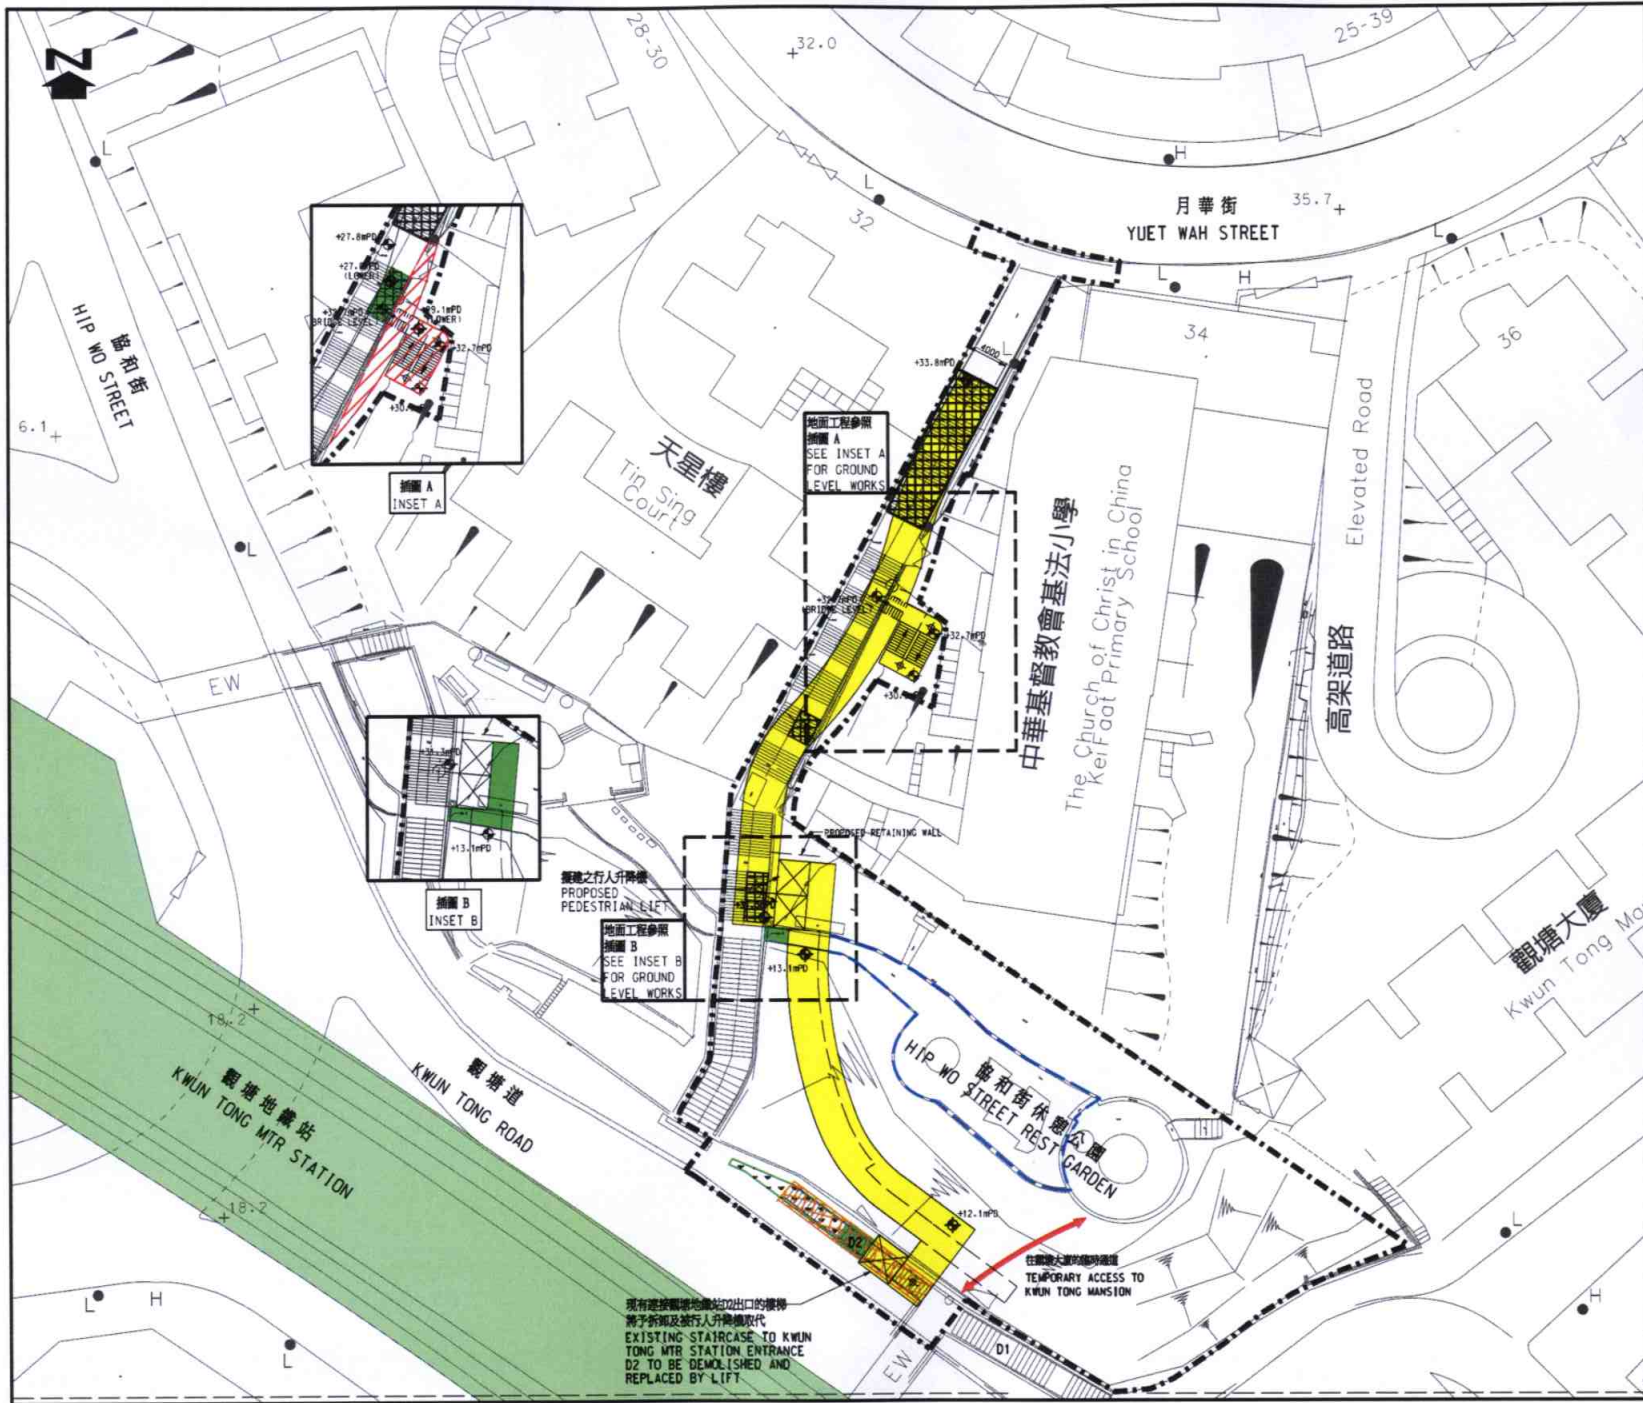 N
28-30
32.0
25-39
L
H
L
32
月華街
YUET WAH STREET
35.7
L
L
H
34
36
協和街
HIP WO STREET
6.1
+27.8mPD
(LOWER)
BRIDGE LEVEL)
+29.1mPD
(LOWER)
+32.7mPD
插圖 A
INSET A
L
天星樓
Tin Sing
Court
地面工程參照
插圖 A
SEE INSET A
FOR GROUND
LEVEL WORKS
+33.8mPD
4000
L
(BRIDGE LEVEL)
+32.7mPD
中華基督教會基法小學
The Church of Christ in China
Kei Faat Primary School
Elevated Road
高架道路
EW
+13.1mPD
插圖 B
INSET B
PROPOSED RETAINING WALL
擬建之行人升降機
PROPOSED
PEDESTRIAN LIFT
地面工程參照
插圖 B
SEE INSET B
FOR GROUND
LEVEL WORKS
+13.1mPD
觀塘大廈
Kwun Tong Ma
18.2
觀塘地鐵站
KWUN TONG MTR STATION
18.2
觀塘道
KWUN TONG ROAD
協和街休憩公園
HIP WO STREET REST GARDEN
+12.1mPD
D2
往觀塘大廈的臨時通道
TEMPORARY ACCESS TO
KWUN TONG MANSION
現有連接觀塘地鐵站D2出口的樓梯
將予拆卸及被行人升降機取代
EXISTING STAIRCASE TO KWUN
TONG MTR STATION ENTRANCE
D2 TO BE DEMOLISHED AND
REPLACED BY LIFT
D1
EW
L
H
L
L
H